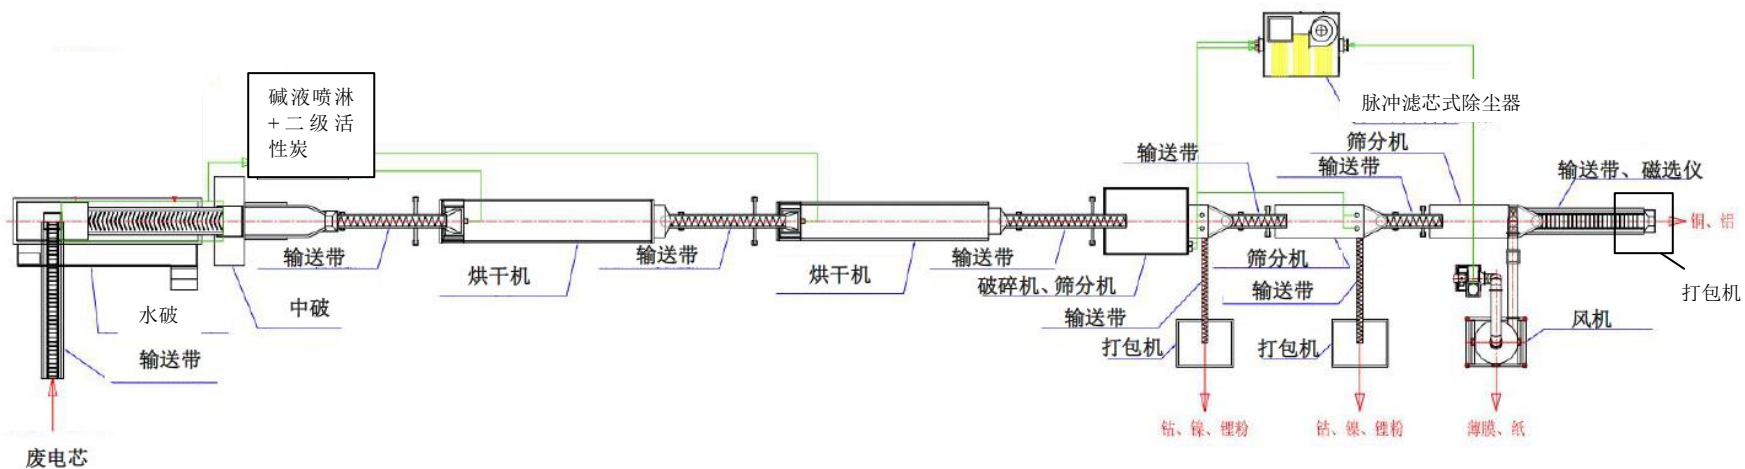 碱液喷淋
+二级活
性炭
脉冲滤芯式除尘器
筛分机
输送带
输送带
输送带、磁选仪
铜、铝
输送带
输送带
输送带
筛分机
烘干机
烘干机
破碎机、筛分机
输送带
打包机
中破
水破
输送带
风机
打包机
打包机
输送带
钴、镍、锂粉
钴、镍、锂粉
薄膜、纸
废电芯